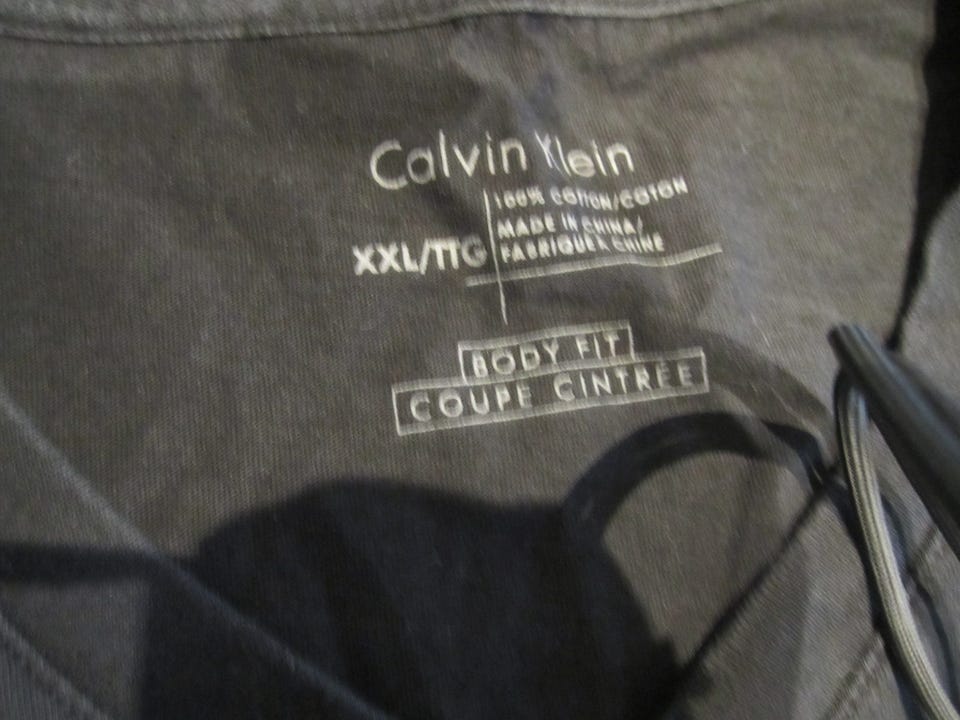 Calvin Klein
100% COTTON/COTON
MADE IN CHINA/
XXL/TTG
FABRIQUÉ À CHINE
BODY FIT
COUPE CINTRÉE